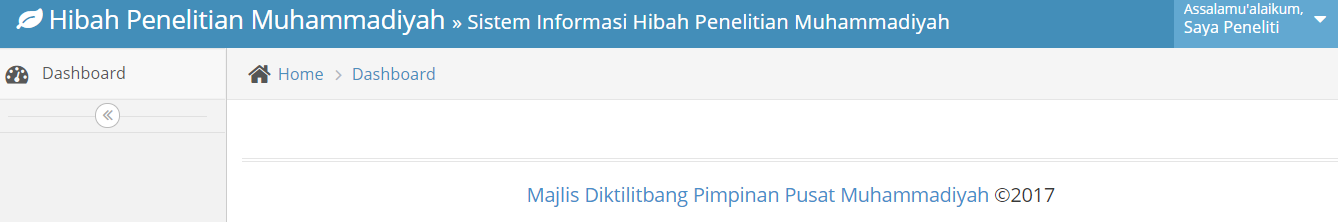 Hibah Penelitian Muhammadiyah » Sistem Informasi Hibah Penelitian Muhammadiyah
Assalamu'alaikum,
Saya Peneliti
Dashboard
Home > Dashboard
Majlis Diktilitbang Pimpinan Pusat Muhammadiyah ©2017